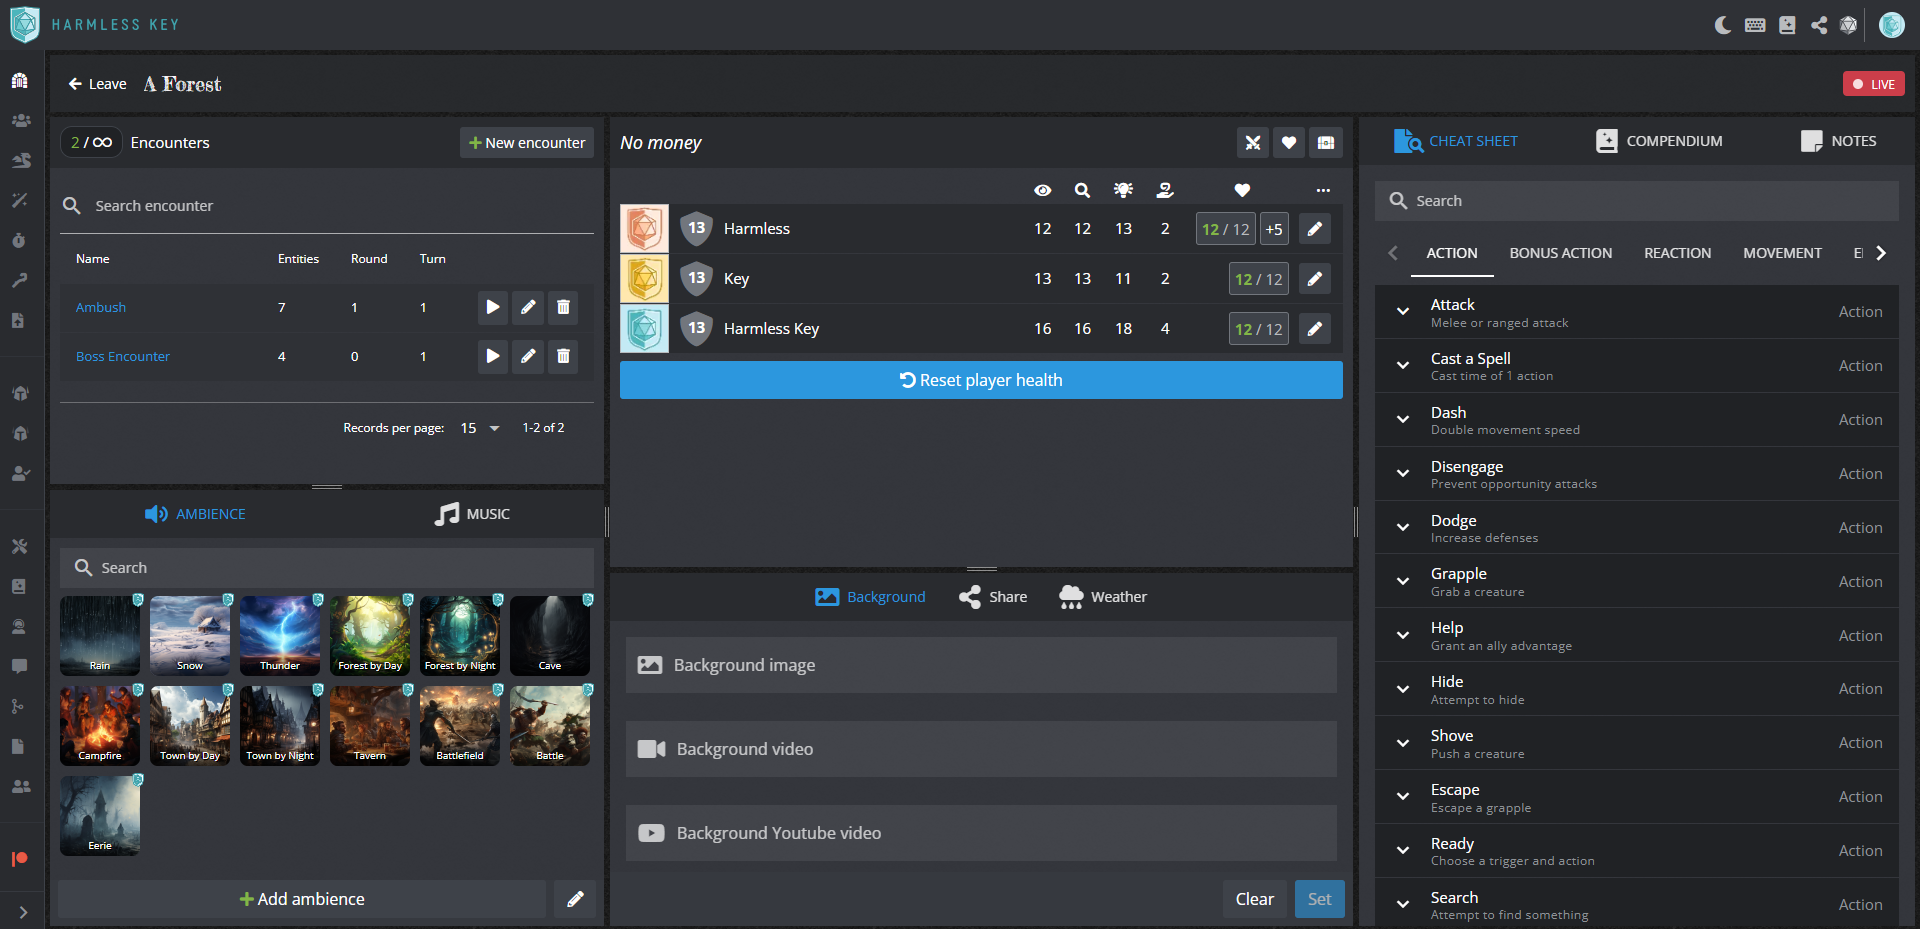 HARMLESS KEY
Leave
A Forest
LIVE
2 / ∞
Encounters
New encounter
Search encounter
Name Entities Round Turn
Ambush 7 1 1
Boss Encounter 4 0 1
Records per page: 15 1-2 of 2
AMBIENCE
MUSIC
Search
Rain
Snow
Thunder
Forest by Day
Forest by Night
Cave
Campfire
Town by Day
Town by Night
Tavern
Battlefield
Battle
Eerie
Add ambience
No money
13 Harmless 12 12 13 2 12 / 12 +5
13 Key 13 13 11 2 12 / 12
13 Harmless Key 16 16 18 4 12 / 12
Reset player health
Background
Share
Weather
Background image
Background video
Background Youtube video
Clear
Set
CHEAT SHEET
COMPENDIUM
NOTES
Search
ACTION BONUS ACTION REACTION MOVEMENT
Attack
Melee or ranged attack
Action
Cast a Spell
Cast time of 1 action
Action
Dash
Double movement speed
Action
Disengage
Prevent opportunity attacks
Action
Dodge
Increase defenses
Action
Grapple
Grab a creature
Action
Help
Grant an ally advantage
Action
Hide
Attempt to hide
Action
Shove
Push a creature
Action
Escape
Escape a grapple
Action
Ready
Choose a trigger and action
Action
Search
Attempt to find something
Action